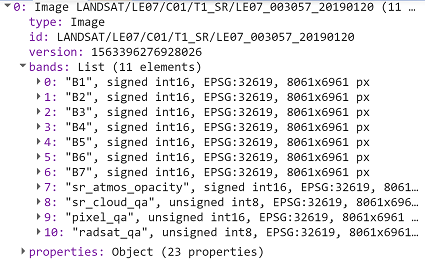 0: Image LANDSAT/LE07/C01/T1_SR/LE07_003057_20190120 (11 ...
type: Image
id: LANDSAT/LE07/C01/T1_SR/LE07_003057_20190120
version: 1563396276928026
bands: List (11 elements)
0: "B1", signed int16, EPSG:32619, 8061x6961 px
1: "B2", signed int16, EPSG:32619, 8061x6961 px
2: "B3", signed int16, EPSG:32619, 8061x6961 px
3: "B4", signed int16, EPSG:32619, 8061x6961 px
4: "B5", signed int16, EPSG:32619, 8061x6961 px
5: "B6", signed int16, EPSG:32619, 8061x6961 px
6: "B7", signed int16, EPSG:32619, 8061x6961 px
7: "sr_atmos_opacity", signed int16, EPSG:32619, 8061...
8: "sr_cloud_qa", unsigned int8, EPSG:32619, 8061x6961 ...
9: "pixel_qa", unsigned int16, EPSG:32619, 8061x6961 ...
10: "radsat_qa", unsigned int8, EPSG:32619, 8061x6961 ...
properties: Object (23 properties)